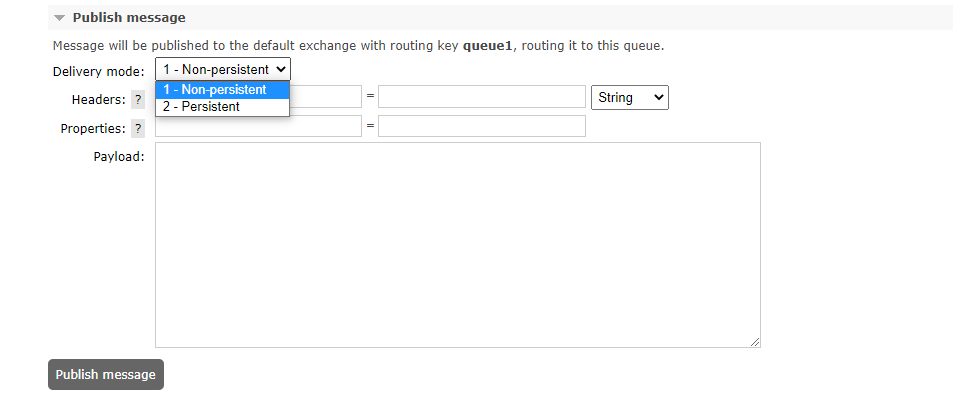 Publish message
Message will be published to the default exchange with routing key queue1, routing it to this queue.
Delivery mode: 1 - Non-persistent
1 - Non-persistent
2 - Persistent
Headers: ? = String
Properties: ? =
Payload:
Publish message